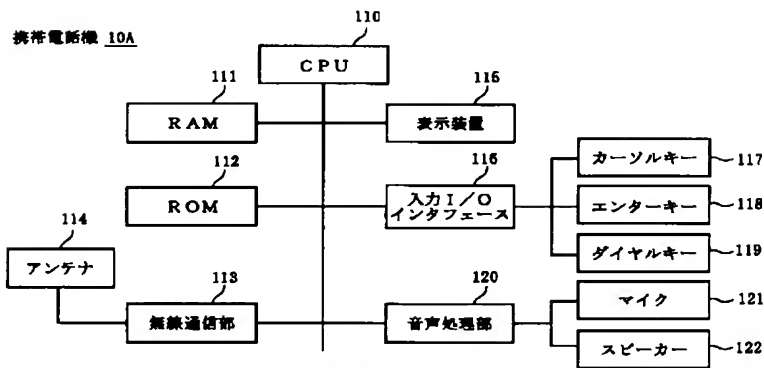 携帯電話機 10A
110
CPU
111
RAM
115
表示装置
112
ROM
116
入力I/O
インタフェース
カーソルキー
117
エンターキー
118
ダイヤルキー
119
114
アンテナ
113
無線通信部
120
音声処理部
マイク
121
スピーカー
122